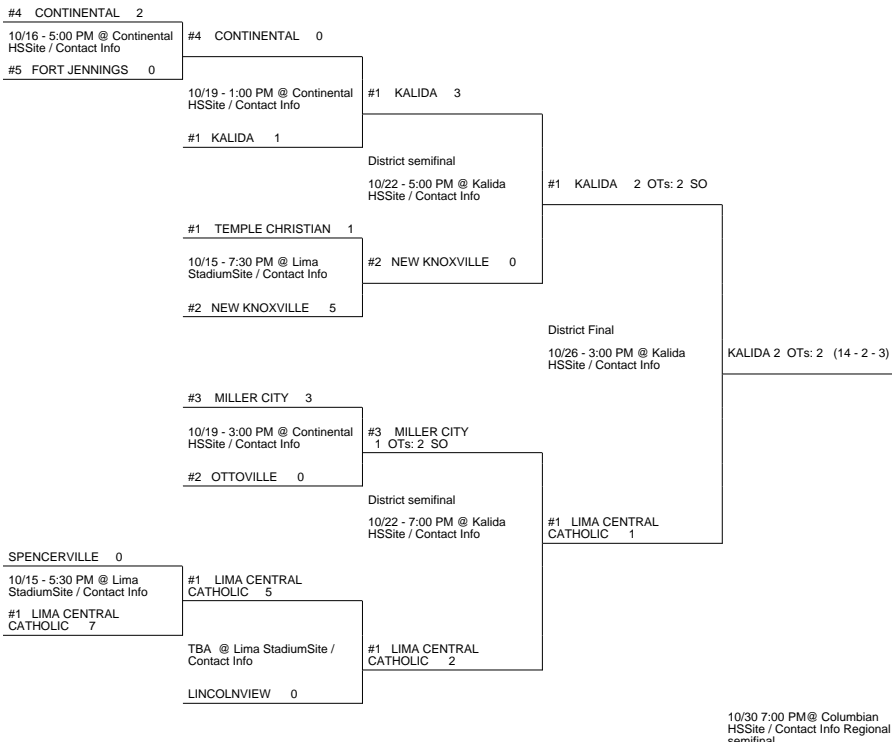 #4 CONTINENTAL 2
10/16 - 5:00 PM @ Continental
HSSite / Contact Info
#5 FORT JENNINGS 0
#4 CONTINENTAL 0
10/19 - 1:00 PM @ Continental
HSSite / Contact Info
#1 KALIDA 1
#1 KALIDA 3
District semifinal
10/22 - 5:00 PM @ Kalida
HSSite / Contact Info
#1 TEMPLE CHRISTIAN 1
10/15 - 7:30 PM @ Lima
StadiumSite / Contact Info
#2 NEW KNOXVILLE 5
#2 NEW KNOXVILLE 0
#1 KALIDA 2 OTs: 2 SO
District Final
10/26 - 3:00 PM @ Kalida
HSSite / Contact Info
KALIDA 2 OTs: 2 (14 - 2 - 3)
#3 MILLER CITY 3
10/19 - 3:00 PM @ Continental
HSSite / Contact Info
#2 OTTOVILLE 0
#3 MILLER CITY
1 OTs: 2 SO
District semifinal
10/22 - 7:00 PM @ Kalida
HSSite / Contact Info
#1 LIMA CENTRAL
CATHOLIC 1
SPENCERVILLE 0
10/15 - 5:30 PM @ Lima
StadiumSite / Contact Info
#1 LIMA CENTRAL
CATHOLIC 7
#1 LIMA CENTRAL
CATHOLIC 5
TBA @ Lima StadiumSite /
Contact Info
LINCOLNVIEW 0
#1 LIMA CENTRAL
CATHOLIC 2
10/30 7:00 PM@ Columbian
HSSite / Contact Info Regional
semifinal